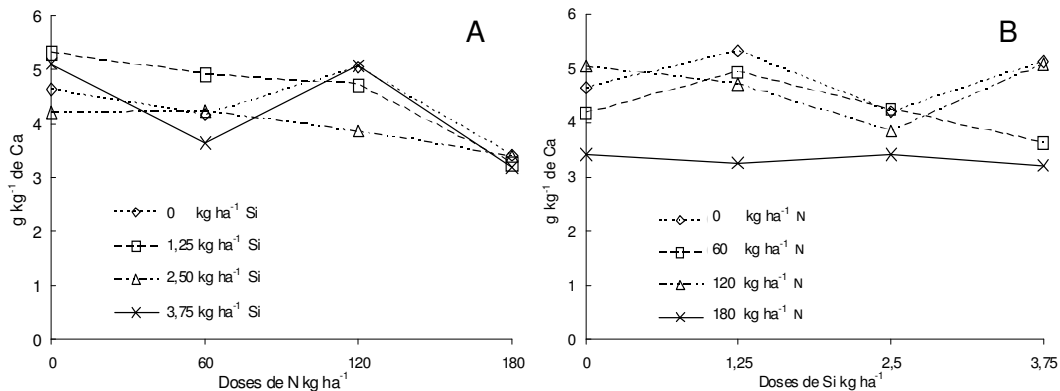 A
g kg⁻¹ de Ca
6
5
4
3
2
1
0
0 kg ha⁻¹ Si
1,25 kg ha⁻¹ Si
2,50 kg ha⁻¹ Si
3,75 kg ha⁻¹ Si
0 60 120 180
Doses de N kg ha⁻¹
B
g kg⁻¹ de Ca
6
5
4
3
2
1
0
0 kg ha⁻¹ N
60 kg ha⁻¹ N
120 kg ha⁻¹ N
180 kg ha⁻¹ N
0 1,25 2,5 3,75
Doses de Si kg ha⁻¹